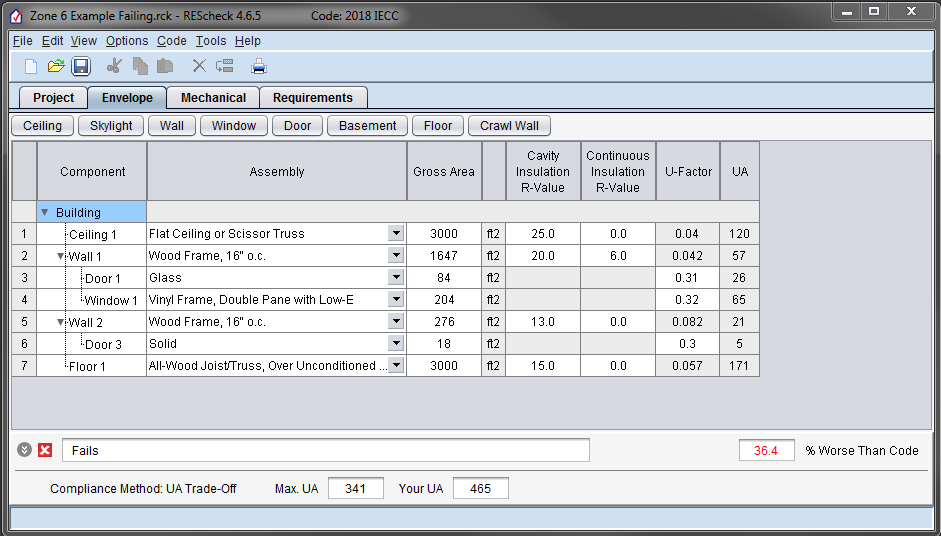 Zone 6 Example Failing.rck - REScheck 4.6.5 Code: 2018 IECC
File Edit View Options Code Tools Help
Project Envelope Mechanical Requirements
Ceiling Skylight Wall Window Door Basement Floor Crawl Wall
Component Assembly Gross Area Cavity Insulation R-Value Continuous Insulation R-Value U-Factor UA
Building
1 Ceiling 1 Flat Ceiling or Scissor Truss 3000 ft2 25.0 0.0 0.04 120
2 Wall 1 Wood Frame, 16" o.c. 1647 ft2 20.0 6.0 0.042 57
3 Door 1 Glass 84 ft2 0.31 26
4 Window 1 Vinyl Frame, Double Pane with Low-E 204 ft2 0.32 65
5 Wall 2 Wood Frame, 16" o.c. 276 ft2 13.0 0.0 0.082 21
6 Door 3 Solid 18 ft2 0.3 5
7 Floor 1 All-Wood Joist/Truss, Over Unconditioned ... 3000 ft2 15.0 0.0 0.057 171
Fails 36.4 % Worse Than Code
Compliance Method: UA Trade-Off Max. UA 341 Your UA 465